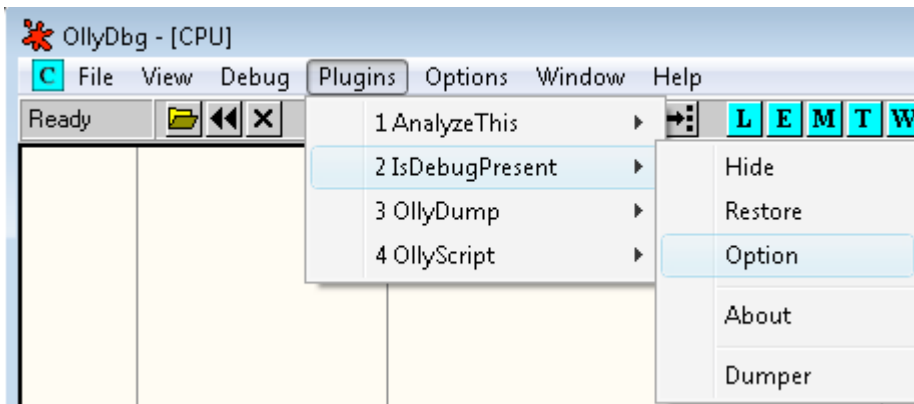 OllyDbg - [CPU]
C File View Debug Plugins Options Window Help
Ready L E M T W
1 AnalyzeThis
2 IsDebugPresent
3 OllyDump
4 OllyScript
Hide
Restore
Option
About
Dumper